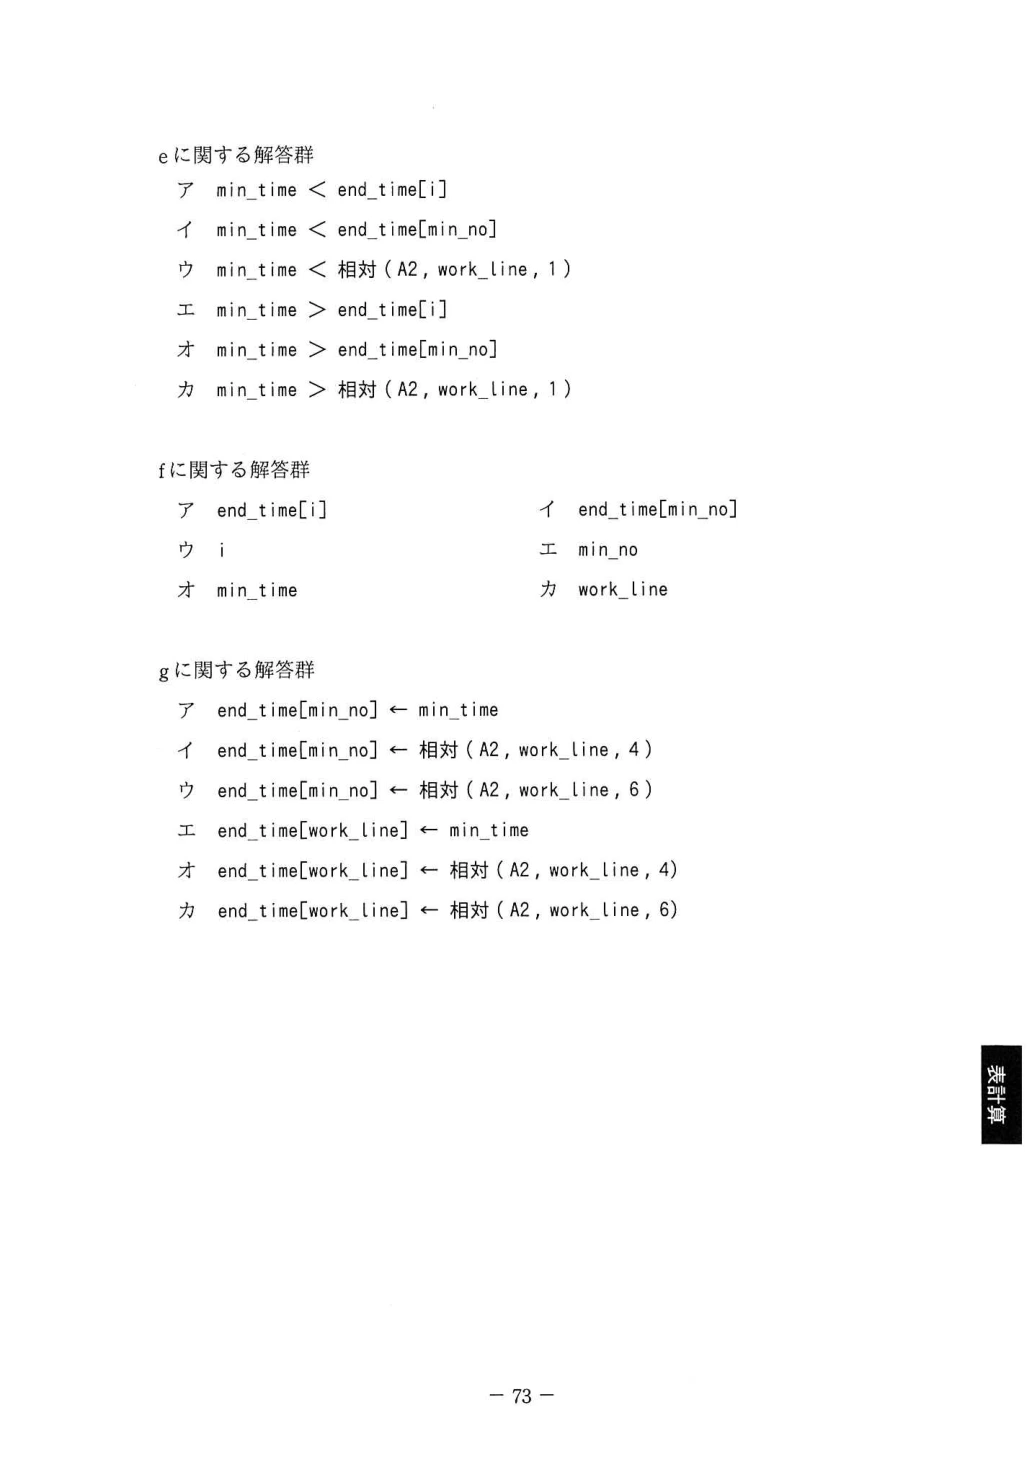 eに関する解答群
ア min_time ＜ end_time[i]
イ min_time ＜ end_time[min_no]
ウ min_time ＜ 相対(A2, work_line, 1)
エ min_time ＞ end_time[i]
オ min_time ＞ end_time[min_no]
カ min_time ＞ 相対(A2, work_line, 1)
fに関する解答群
ア end_time[i] イ end_time[min_no]
ウ i エ min_no
オ min_time カ work_line
gに関する解答群
ア end_time[min_no] ← min_time
イ end_time[min_no] ← 相対(A2, work_line, 4)
ウ end_time[min_no] ← 相対(A2, work_line, 6)
エ end_time[work_line] ← min_time
オ end_time[work_line] ← 相対(A2, work_line, 4)
カ end_time[work_line] ← 相対(A2, work_line, 6)
表計算
－ 73 －